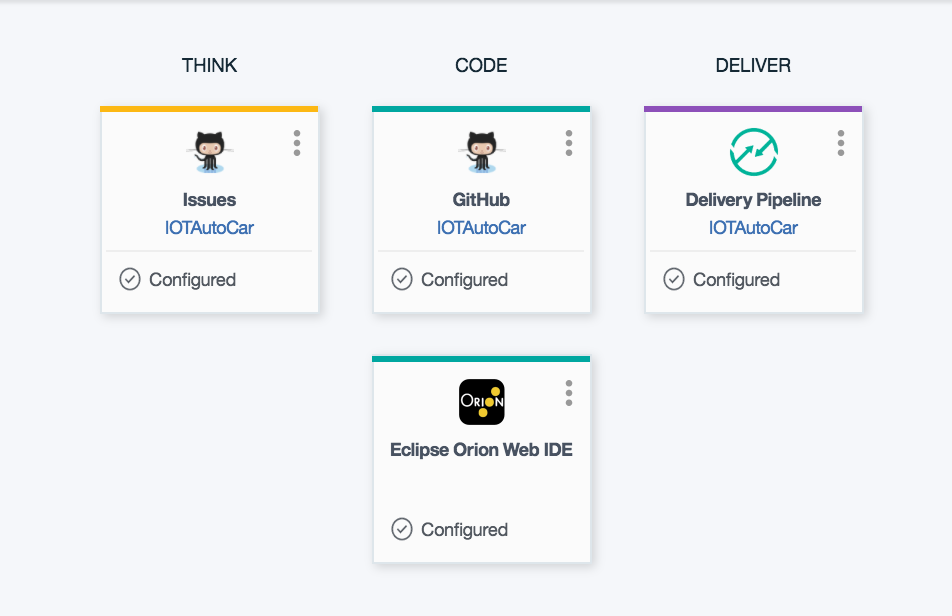 THINK
CODE
DELIVER
Issues
IOTAutoCar
Configured
GitHub
IOTAutoCar
Configured
Delivery Pipeline
IOTAutoCar
Configured
ORION
Eclipse Orion Web IDE
Configured